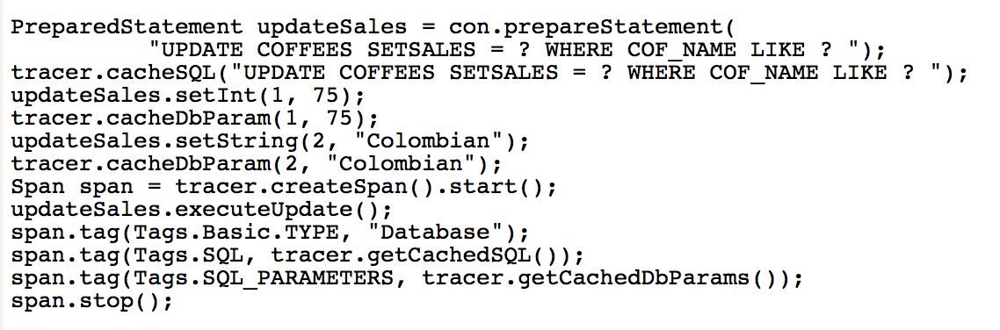 PreparedStatement updateSales = con.prepareStatement(
"UPDATE COFFEES SETSALES = ? WHERE COF_NAME LIKE ? ");
tracer.cacheSQL("UPDATE COFFEES SETSALES = ? WHERE COF_NAME LIKE ? ");
updateSales.setInt(1, 75);
tracer.cacheDbParam(1, 75);
updateSales.setString(2, "Colombian");
tracer.cacheDbParam(2, "Colombian");
Span span = tracer.createSpan().start();
updateSales.executeUpdate();
span.tag(Tags.Basic.TYPE, "Database");
span.tag(Tags.SQL, tracer.getCachedSQL());
span.tag(Tags.SQL_PARAMETERS, tracer.getCachedDbParams());
span.stop();